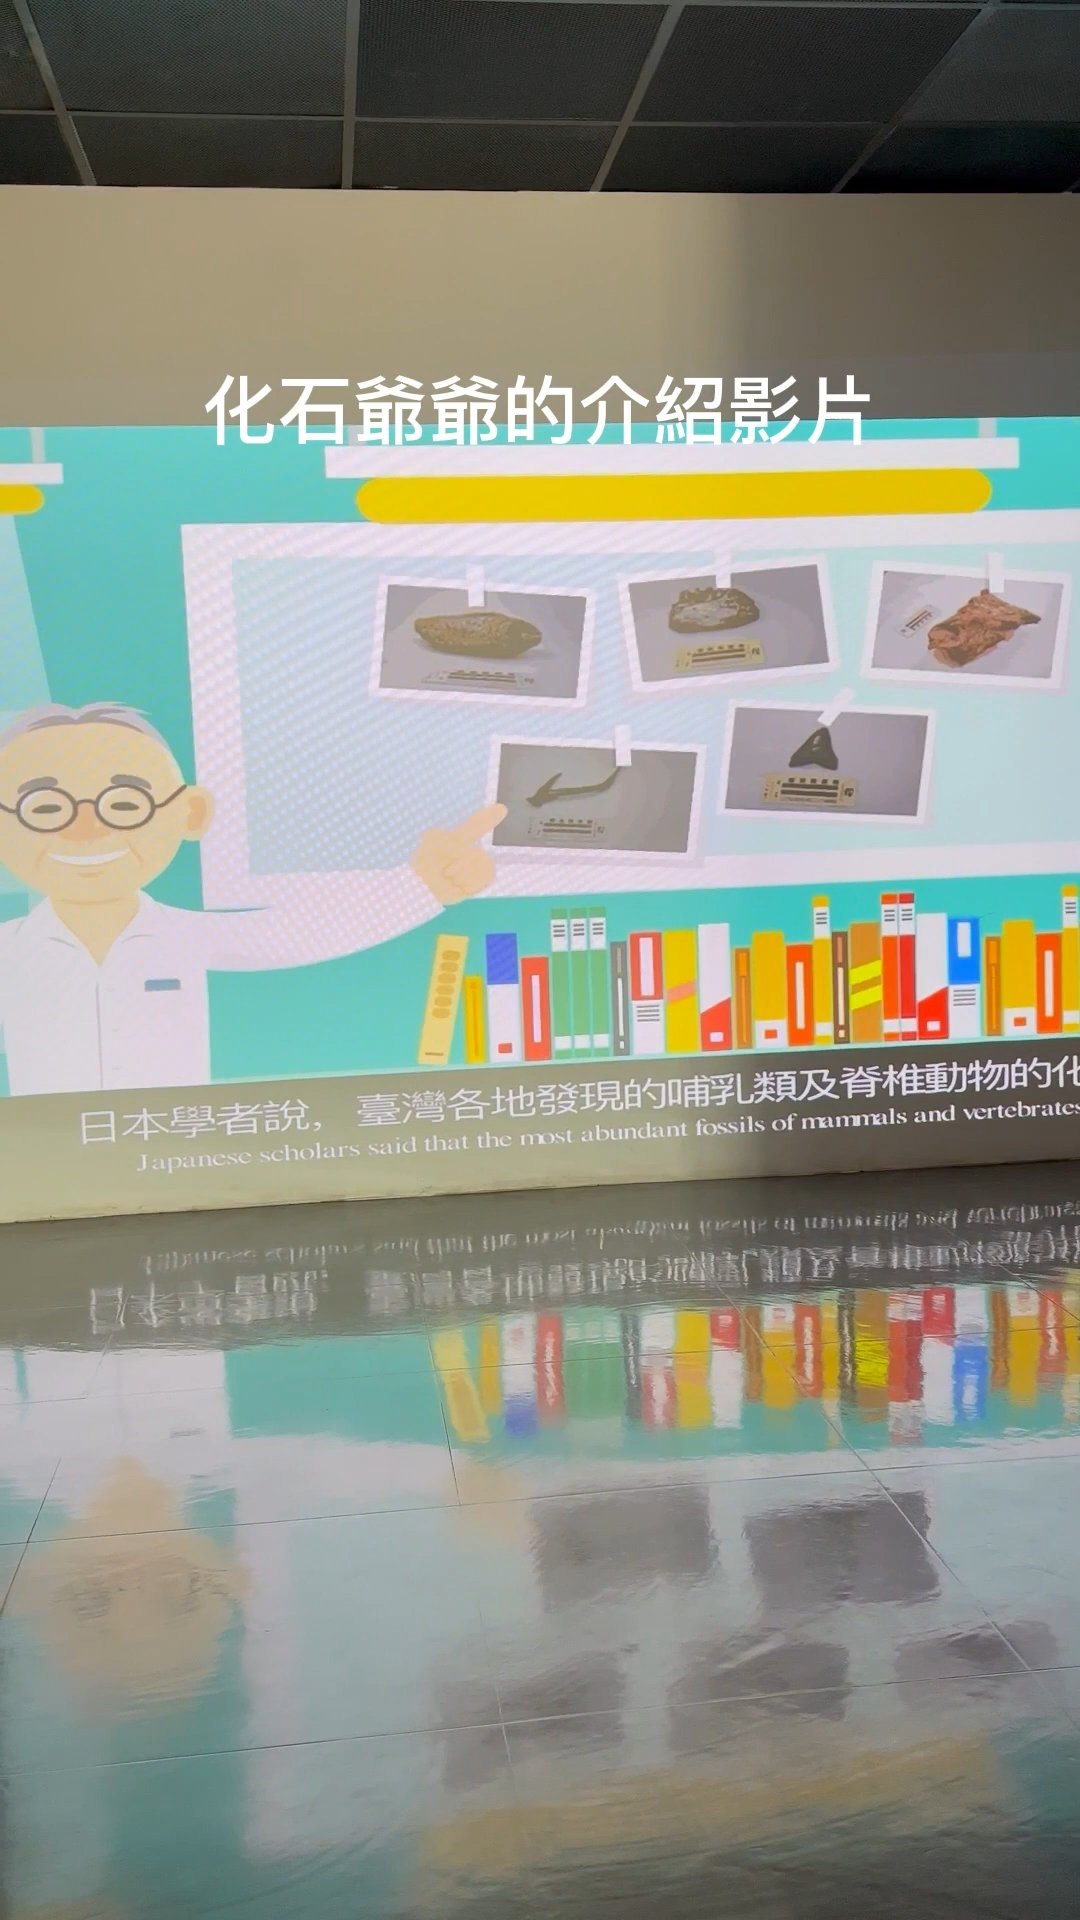 化石爺爺的介紹影片
日本學者說，臺灣各地發現的哺乳類及脊椎動物的化
Japanese scholars said that the most abundant fossils of mammals and vertebrates